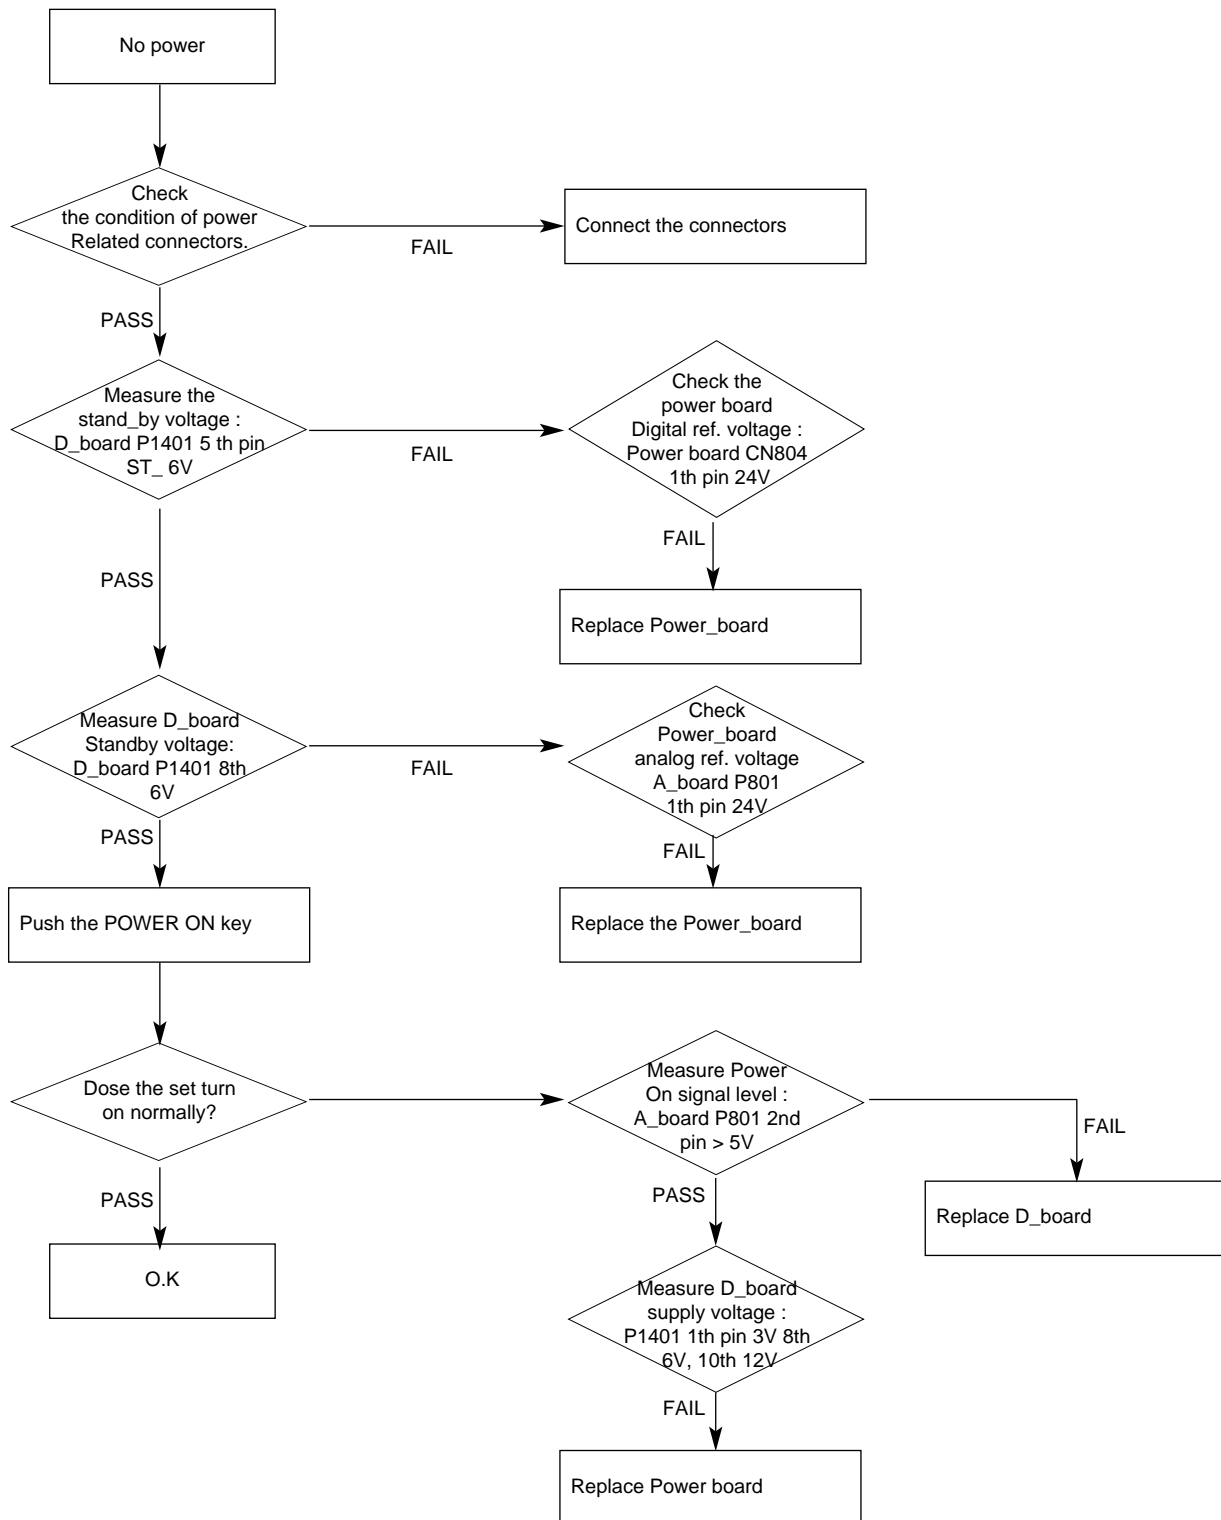 No power
Check
the condition of power
Related connectors.
FAIL
Connect the connectors
PASS
Measure the
stand_by voltage :
D_board P1401 5 th pin
ST_ 6V
FAIL
Check the
power board
Digital ref. voltage :
Power board CN804
1th pin 24V
FAIL
Replace Power_board
PASS
Measure D_board
Standby voltage:
D_board P1401 8th
6V
FAIL
Check
Power_board
analog ref. voltage
A_board P801
1th pin 24V
FAIL
Replace the Power_board
PASS
Push the POWER ON key
Dose the set turn
on normally?
Measure Power
On signal level :
A_board P801 2nd
pin > 5V
FAIL
Replace D_board
PASS
O.K
PASS
Measure D_board
supply voltage :
P1401 1th pin 3V 8th
6V, 10th 12V
FAIL
Replace Power board